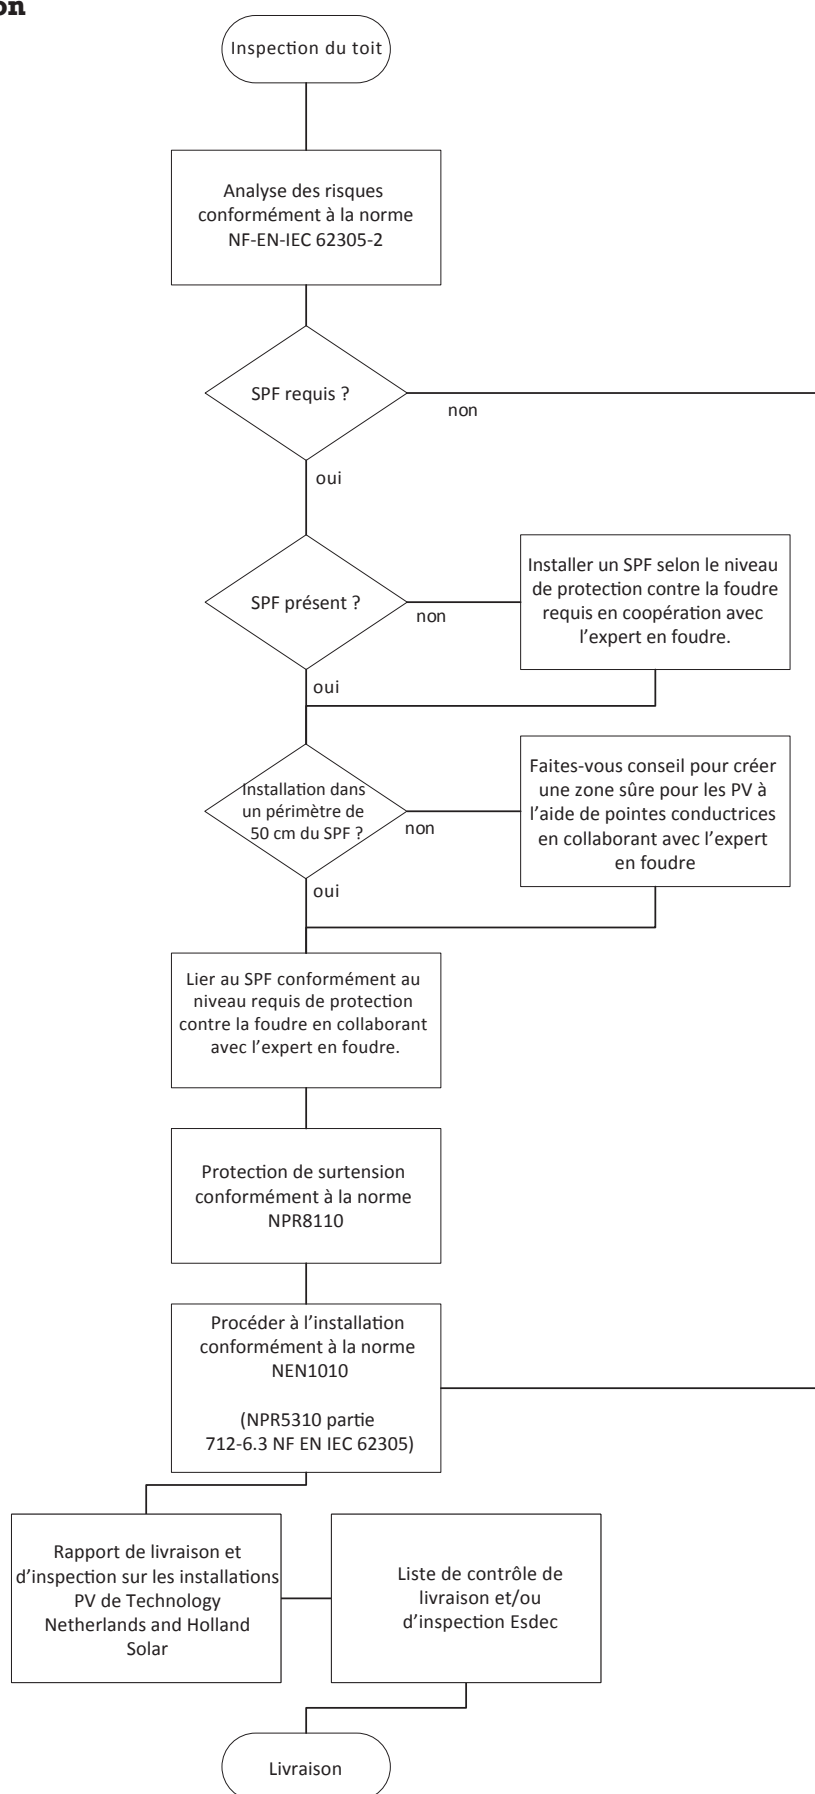 on
Inspection du toit
Analyse des risques
conformément à la norme
NF-EN-IEC 62305-2
SPF requis ?
non
oui
SPF présent ?
non
Installer un SPF selon le niveau
de protection contre la foudre
requis en coopération avec
l'expert en foudre.
oui
Installation dans
un périmètre de
50 cm du SPF ?
non
Faites-vous conseil pour créer
une zone sûre pour les PV à
l'aide de pointes conductrices
en collaborant avec l'expert
en foudre
oui
Lier au SPF conformément au
niveau requis de protection
contre la foudre en collaborant
avec l'expert en foudre.
Protection de surtension
conformément à la norme
NPR8110
Procéder à l'installation
conformément à la norme
NEN1010
(NPR5310 partie
712-6.3 NF EN IEC 62305)
Rapport de livraison et
d'inspection sur les installations
PV de Technology
Netherlands and Holland
Solar
Liste de contrôle de
livraison et/ou
d'inspection Esdec
Livraison